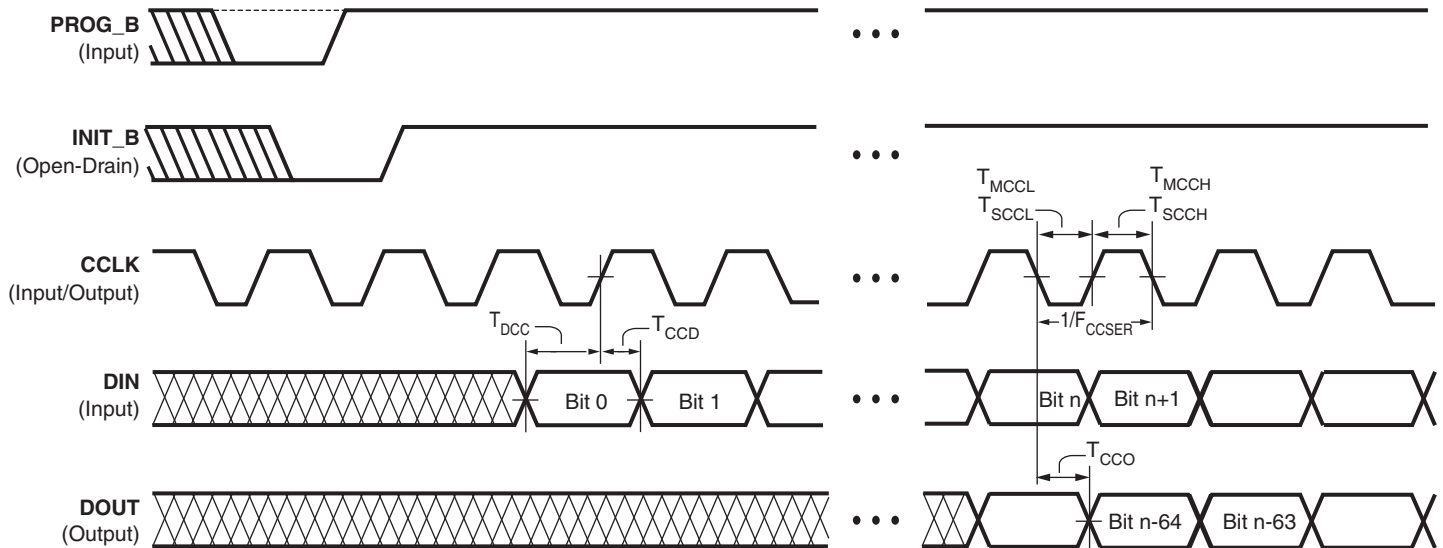 PROG_B
(Input)
INIT_B
(Open-Drain)
T_MCCL
T_SCCL
T_MCCH
T_SCCH
CCLK
(Input/Output)
1/F_CCSER
T_DCC
T_CCD
DIN
(Input)
Bit 0
Bit 1
Bit n
Bit n+1
T_CCO
DOUT
(Output)
Bit n-64
Bit n-63